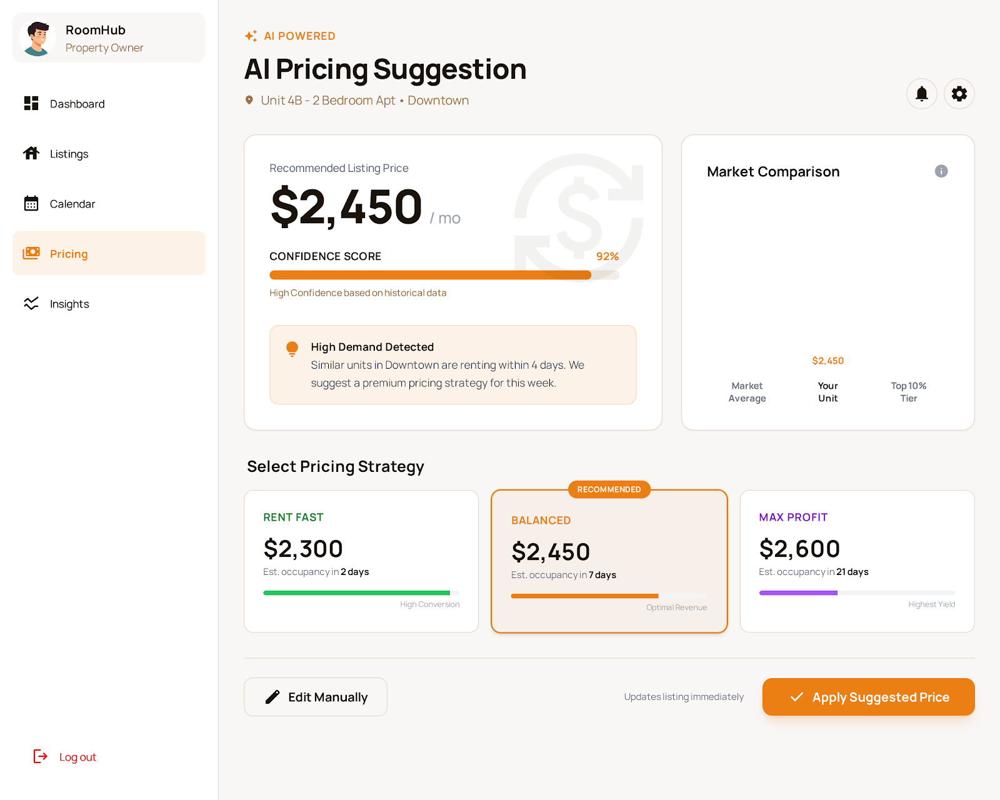 RoomHub
Property Owner
Dashboard
Listings
Calendar
Pricing
Insights
Log out
AI POWERED
AI Pricing Suggestion
Unit 4B - 2 Bedroom Apt • Downtown
Recommended Listing Price
$2,450 / mo
CONFIDENCE SCORE 92%
High Confidence based on historical data
High Demand Detected
Similar units in Downtown are renting within 4 days. We
suggest a premium pricing strategy for this week.
Market Comparison
$2,450
Market
Average
Your
Unit
Top 10%
Tier
Select Pricing Strategy
RENT FAST
$2,300
Est. occupancy in 2 days
High Conversion
RECOMMENDED
BALANCED
$2,450
Est. occupancy in 7 days
Optimal Revenue
MAX PROFIT
$2,600
Est. occupancy in 21 days
Highest Yield
Edit Manually
Updates listing immediately
Apply Suggested Price